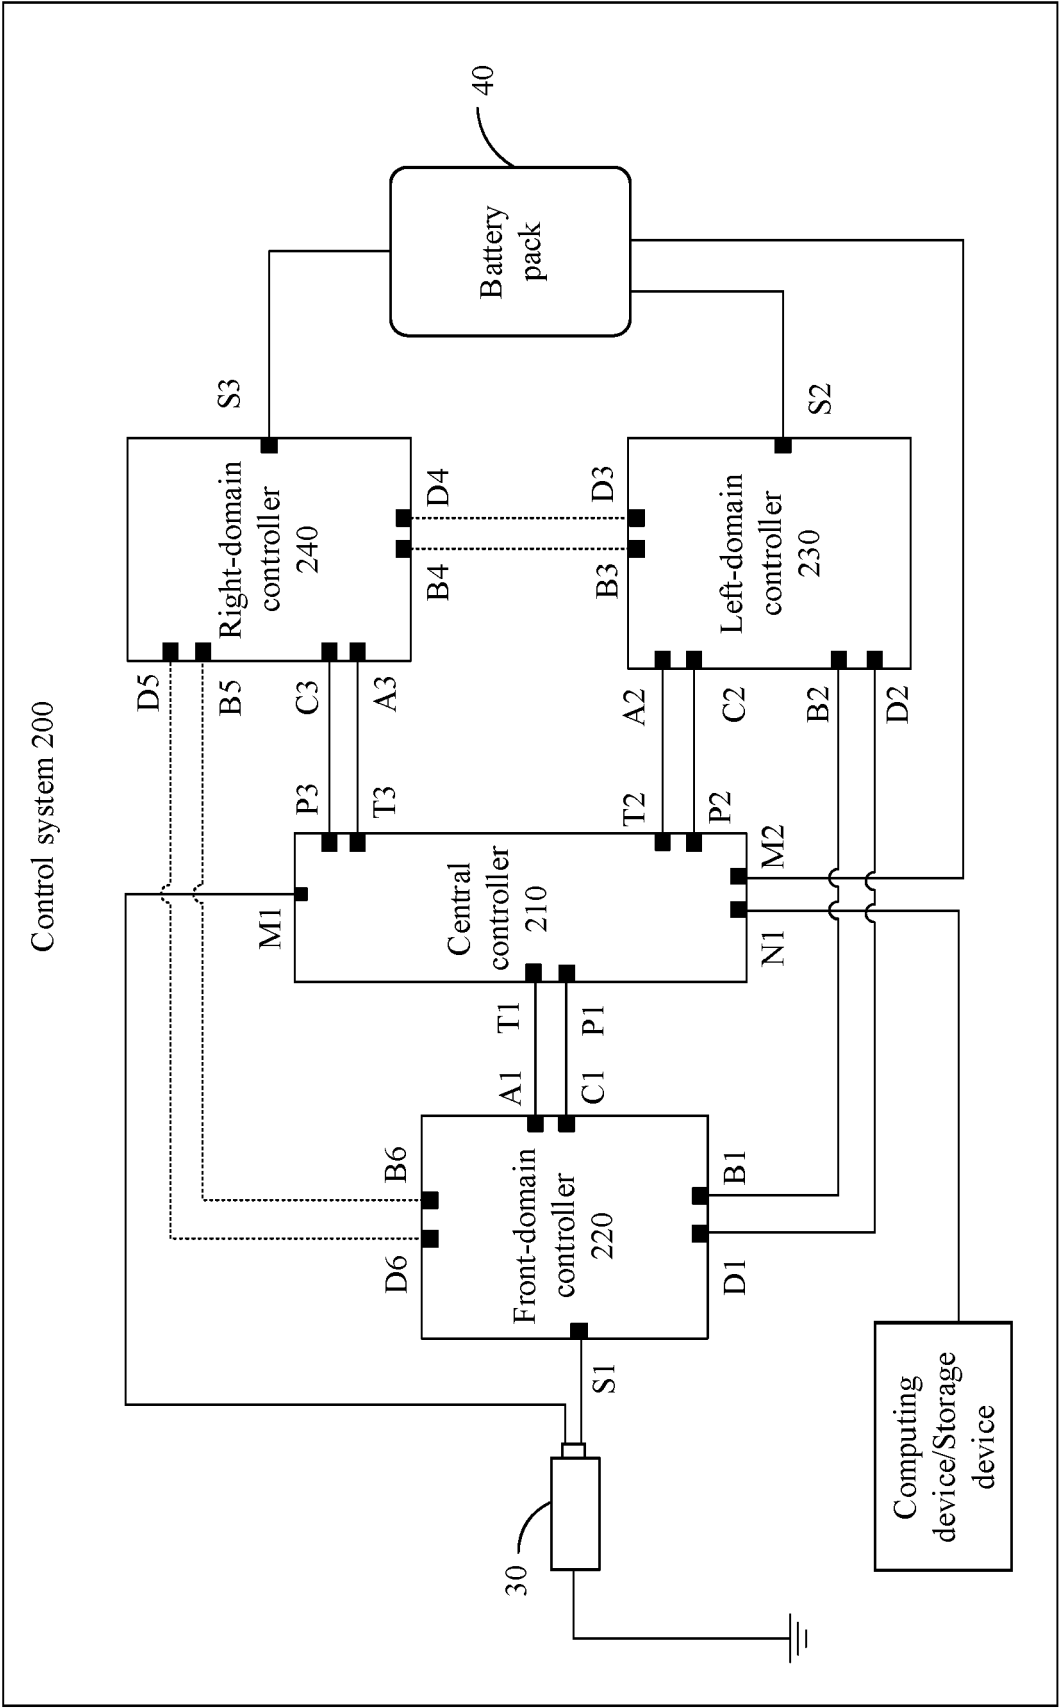 Control system 200
D5
B5
C3
A3
Right-domain
controller
240
S3
D4
B4
40
Battery
pack
P3
T3
M1
Central
controller
210
T2
P2
M2
N1
T1
P1
D3
B3
A2
C2
B2
D2
Left-domain
controller
230
S2
B6
D6
A1
C1
Front-domain
controller
220
B1
D1
S1
30
Computing
device/Storage
device